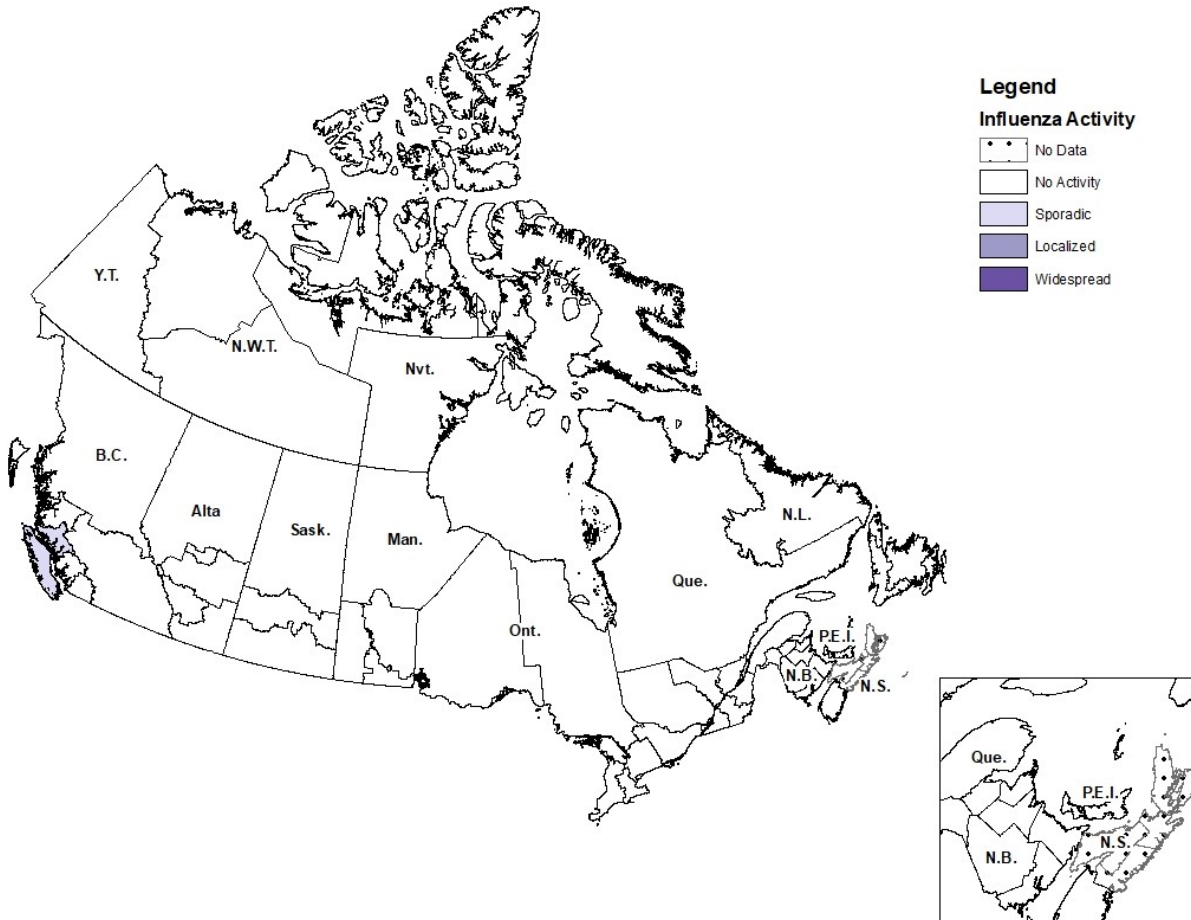 Legend
Influenza Activity
No Data
No Activity
Sporadic
Localized
Widespread
Y.T.
N.W.T.
Nvt.
B.C.
Alta
Sask.
Man.
N.L.
Que.
Ont.
P.E.I.
N.B.
N.S.
Que.
P.E.I.
N.S.
N.B.